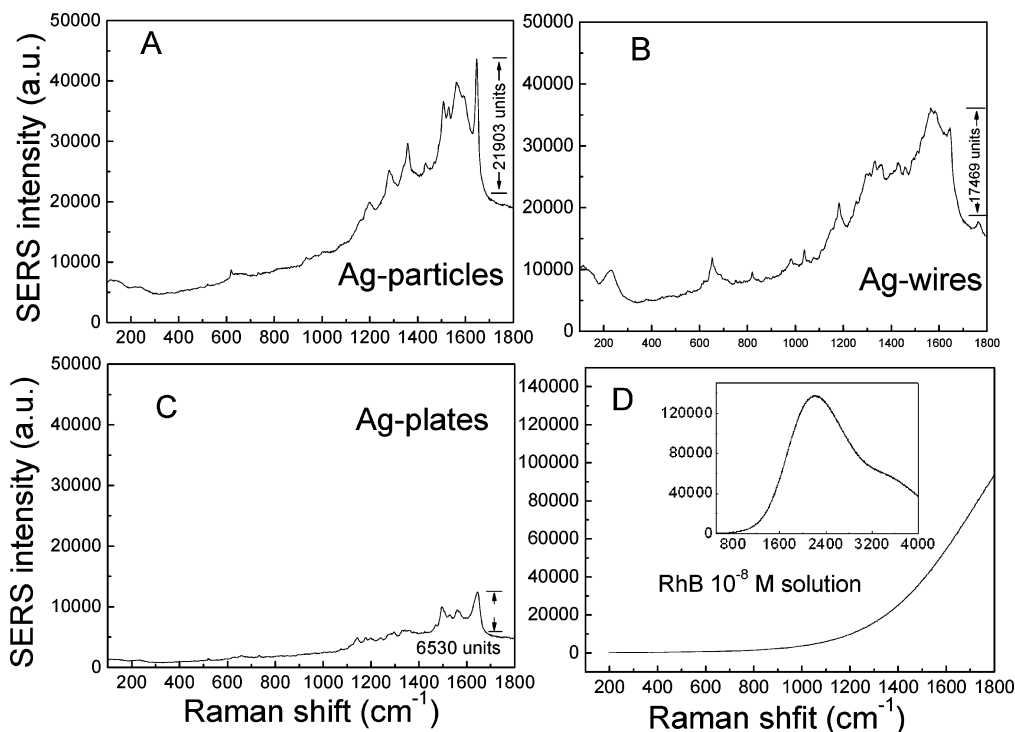 A
SERS intensity (a.u.)
50000
40000
30000
20000
10000
0
21903 units
Ag-particles
200 400 600 800 1000 1200 1400 1600 1800
B
50000
40000
30000
20000
10000
0
17469 units
Ag-wires
200 400 600 800 1000 1200 1400 1600 1800
C
SERS intensity (a.u.)
50000
40000
30000
20000
10000
0
Ag-plates
6530 units
200 400 600 800 1000 1200 1400 1600 1800
Raman shift (cm⁻¹)
D
140000
120000
100000
80000
60000
40000
20000
0
120000
80000
40000
0
800 1600 2400 3200 4000
RhB 10⁻⁸ M solution
200 400 600 800 1000 1200 1400 1600 1800
Raman shfit (cm⁻¹)